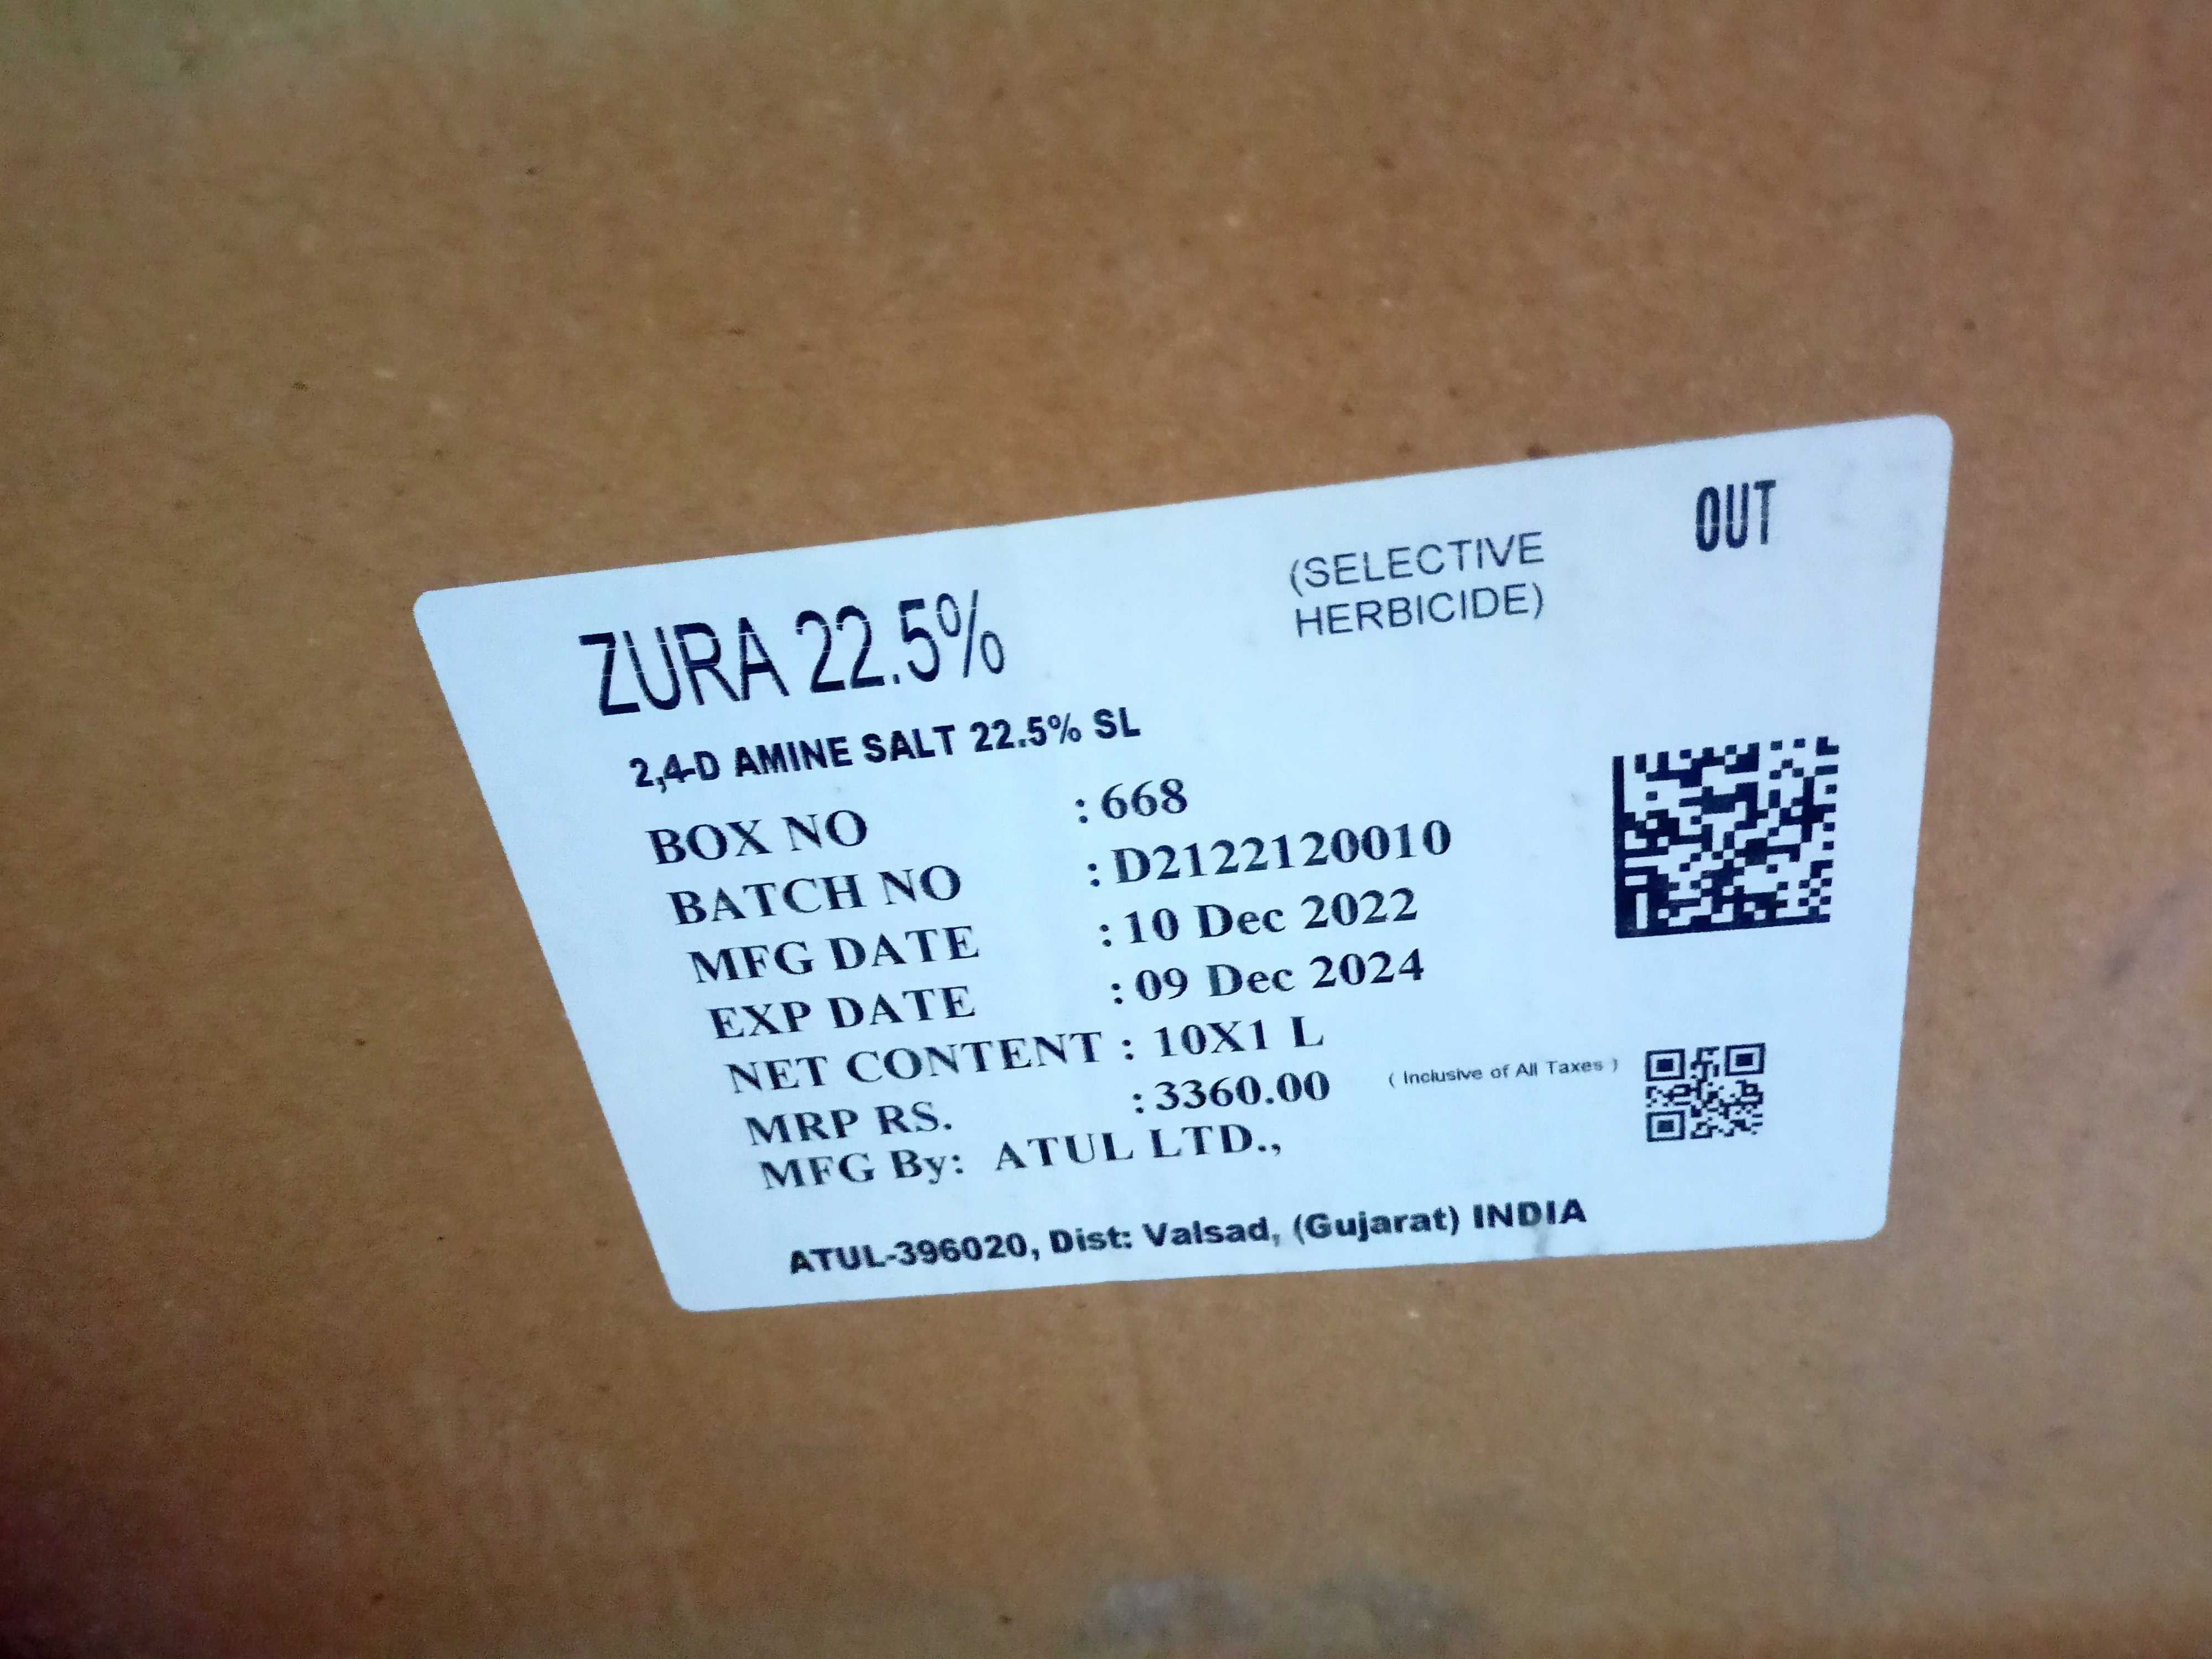 OUT
(SELECTIVE
HERBICIDE)
ZURA 22.5%
2,4-D AMINE SALT 22.5% SL
BOX NO : 668
BATCH NO : D2122120010
MFG DATE : 10 Dec 2022
EXP DATE : 09 Dec 2024
NET CONTENT : 10X1 L
MRP RS. : 3360.00 ( Inclusive of All Taxes )
MFG By: ATUL LTD.,
ATUL-396020, Dist: Valsad, (Gujarat) INDIA